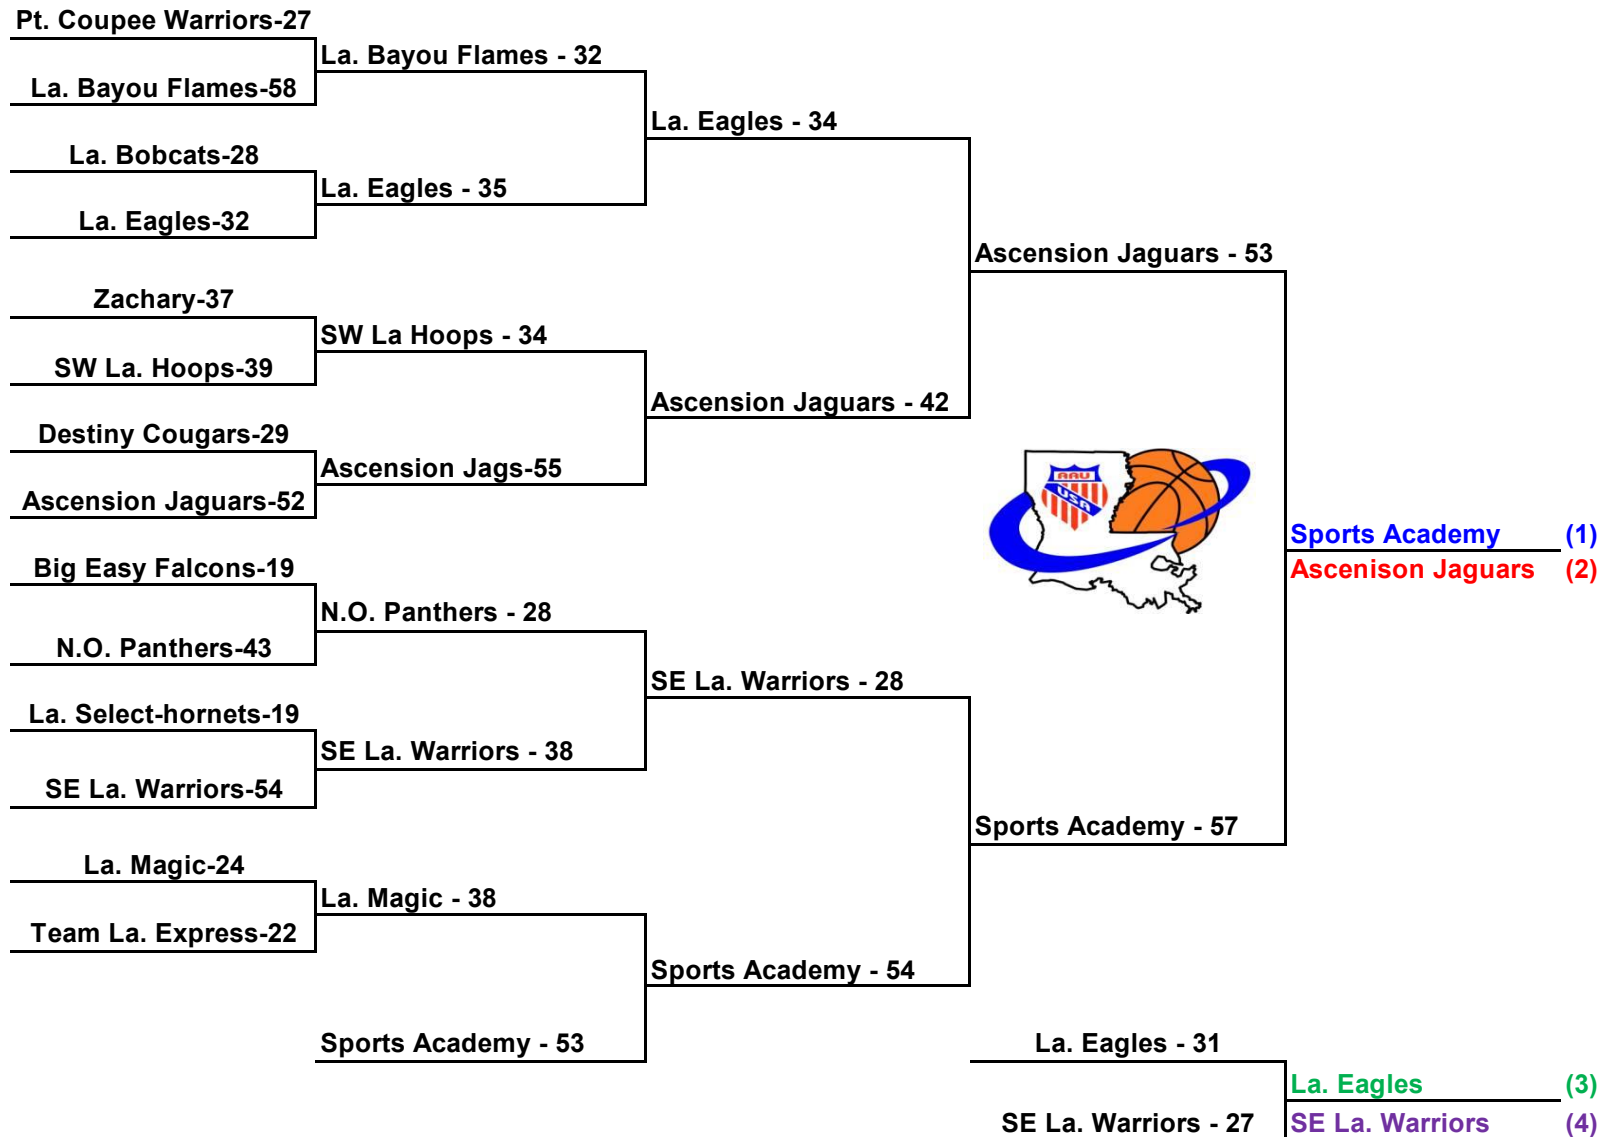 Pt. Coupee Warriors-27
La. Bayou Flames - 32
La. Bayou Flames-58
La. Eagles - 34
La. Bobcats-28
La. Eagles - 35
La. Eagles-32
Ascension Jaguars - 53
Zachary-37
SW La Hoops - 34
SW La. Hoops-39
Ascension Jaguars - 42
Destiny Cougars-29
Ascension Jags-55
Ascension Jaguars-52
AAU
USA
Sports Academy (1)
Ascenison Jaguars (2)
Big Easy Falcons-19
N.O. Panthers - 28
N.O. Panthers-43
SE La. Warriors - 28
La. Select-hornets-19
SE La. Warriors - 38
SE La. Warriors-54
Sports Academy - 57
La. Magic-24
La. Magic - 38
Team La. Express-22
Sports Academy - 54
Sports Academy - 53
La. Eagles - 31
La. Eagles (3)
SE La. Warriors - 27
SE La. Warriors (4)